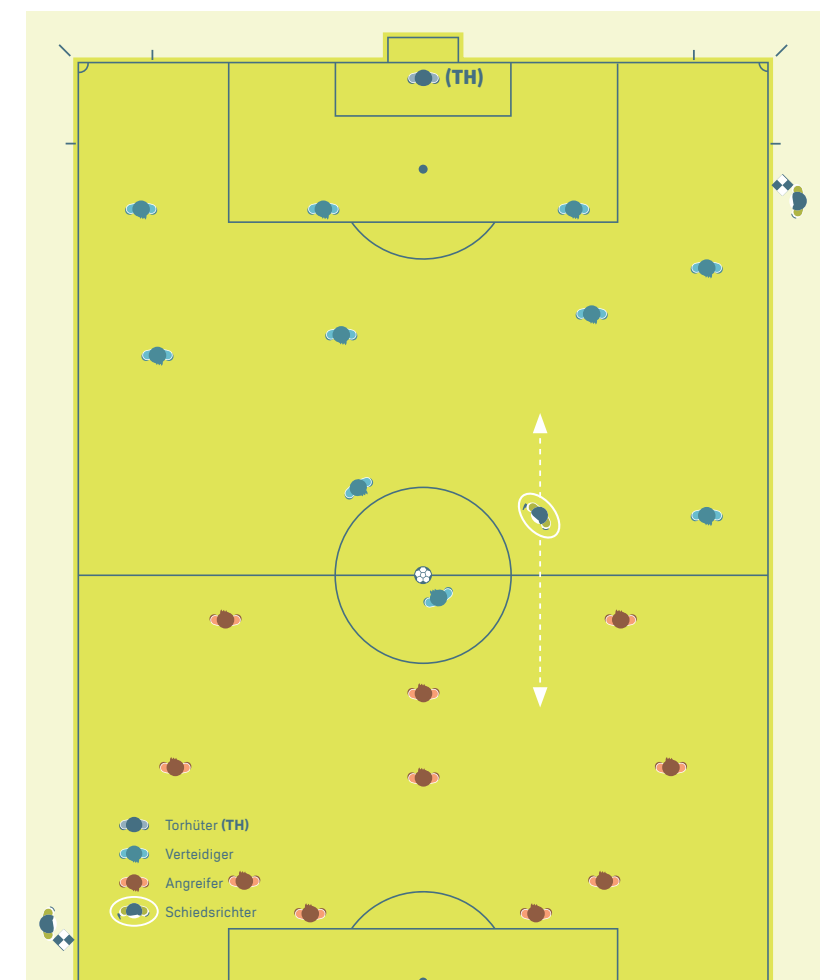 (TH)
Torhüter (TH)
Verteidiger
Angreifer
Schiedsrichter